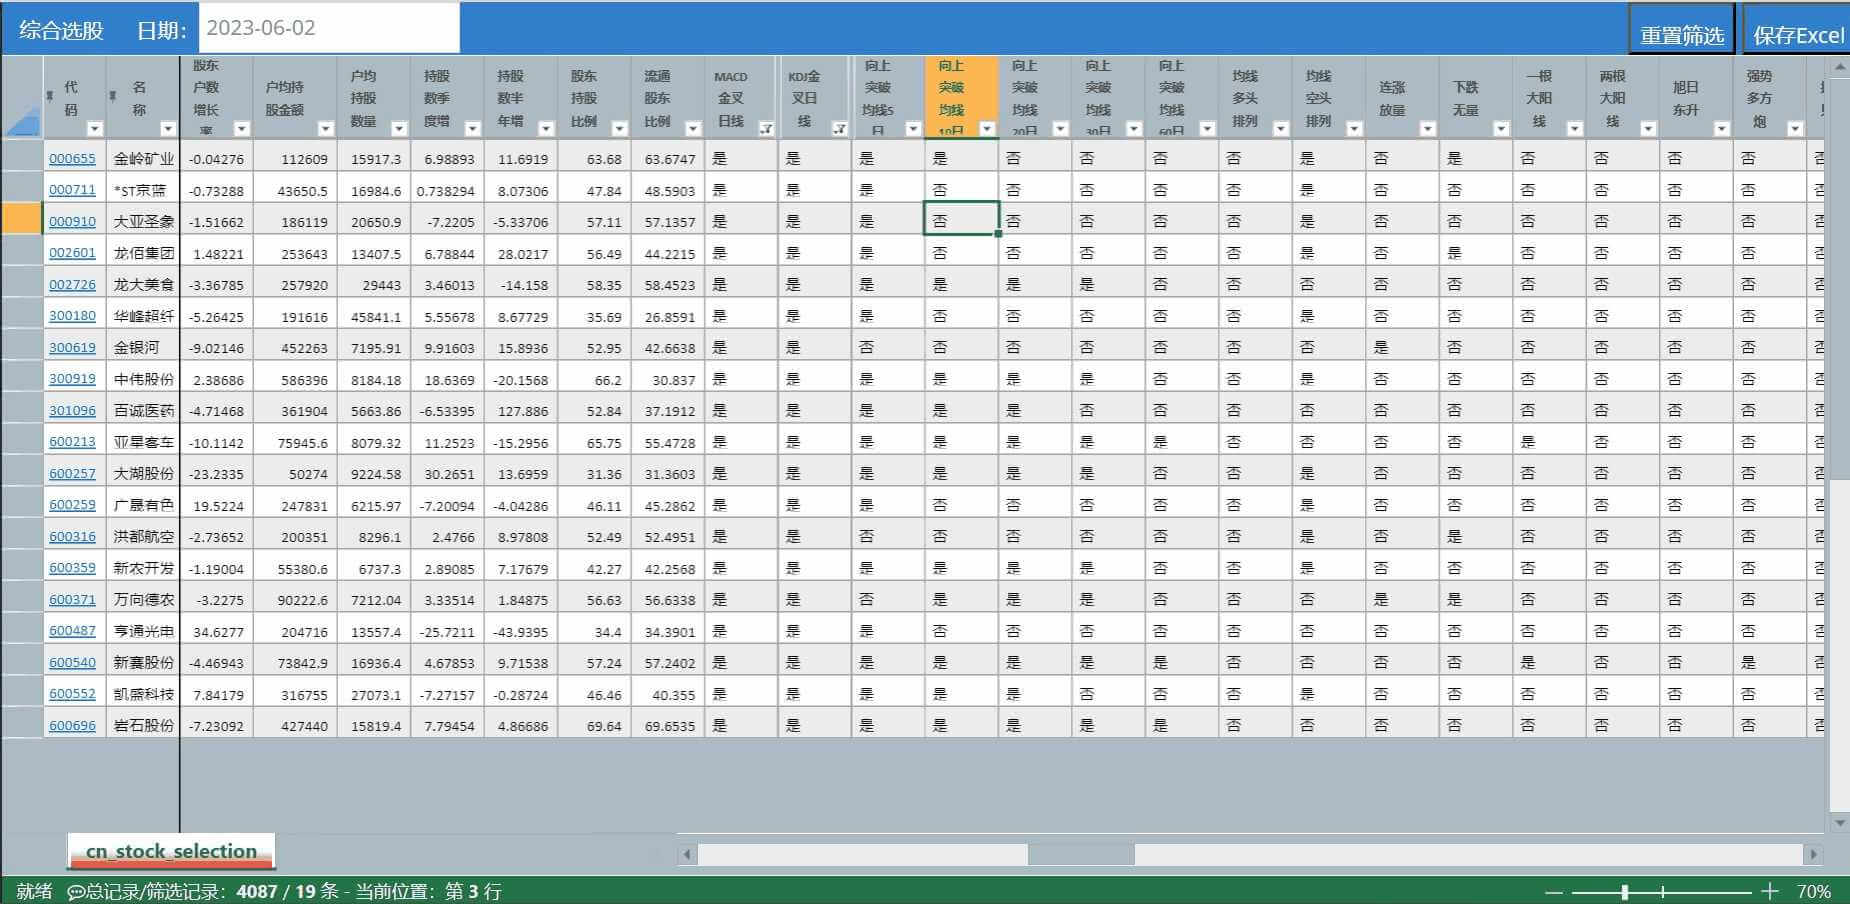 综合选股 日期： 2023-06-02 重置筛选 保存Excel
代码 名称 股东户数增长率 户均持股金额 户均持股数量 持股数季度增 持股数半年增 股东持股比例 流通股东比例 MACD金叉日线 KDJ金叉日线 向上突破均线5日 向上突破均线10日 向上突破均线20日 向上突破均线30日 向上突破均线60日 均线多头排列 均线空头排列 连涨放量 下跌无量 一根大阳线 两根大阳线 旭日东升 强势多方炮
000655 金岭矿业 -0.04276 112609 15917.3 6.98893 11.6919 63.68 63.6747 是 是 是 是 否 否 否 否 是 否 是 否 否 否 否 否
000711 *ST京蓝 -0.73288 43650.5 16984.6 0.738294 8.07306 47.84 48.5903 是 是 是 否 否 否 否 否 是 否 否 否 否 否 否 否
000910 大亚圣象 -1.51662 186119 20650.9 -7.2205 -5.33706 57.11 57.1357 是 是 是 否 否 否 否 否 是 否 否 否 否 否 否 否
002601 龙佰集团 1.48221 253643 13407.5 6.78844 28.0217 56.49 44.2215 是 是 是 否 否 否 否 否 是 否 是 否 否 否 否 否
002726 龙大美食 -3.36785 257920 29443 3.46013 -14.158 58.35 58.4523 是 是 是 是 是 是 否 否 否 否 否 否 否 否 否 否
300180 华峰超纤 -5.26425 191616 45841.1 5.55678 8.67729 35.69 26.8591 是 是 是 否 否 否 否 否 是 否 否 否 否 否 否 否
300619 金银河 -9.02146 452263 7195.91 9.91603 15.8936 52.95 42.6638 是 是 否 否 否 否 否 否 否 是 否 否 否 否 否 否
300919 中伟股份 2.38686 586396 8184.18 18.6369 -20.1568 66.2 30.837 是 是 是 是 是 是 否 否 是 否 否 否 否 否 否 否
301096 百诚医药 -4.71468 361904 5663.86 -6.53395 127.886 52.84 37.1912 是 是 是 是 是 否 否 否 否 否 否 否 否 否 否 否
600213 亚星客车 -10.1142 75945.6 8079.32 11.2523 -15.2956 65.75 55.4728 是 是 是 是 是 是 是 否 否 否 否 是 否 否 否 否
600257 大湖股份 -23.2335 50274 9224.58 30.2651 13.6959 31.36 31.3603 是 是 是 是 是 是 否 否 是 否 否 否 否 否 否 否
600259 广晟有色 19.5224 247831 6215.97 -7.20094 -4.04286 46.11 45.2862 是 是 是 否 否 否 否 否 是 否 否 否 否 否 否 否
600316 洪都航空 -2.73652 200351 8296.1 2.4766 8.97808 52.49 52.4951 是 是 否 否 否 否 否 否 是 否 是 否 否 否 否 否
600359 新农开发 -1.19004 55380.6 6737.3 2.89085 7.17679 42.27 42.2568 是 是 是 是 是 是 否 否 是 否 否 否 否 否 否 否
600371 万向德农 -3.2275 90222.6 7212.04 3.33514 1.84875 56.63 56.6338 是 是 否 是 是 是 否 否 否 是 是 否 否 否 否 否
600487 亨通光电 34.6277 204716 13557.4 -25.7211 -43.9395 34.4 34.3901 是 是 是 否 否 否 否 否 是 否 否 否 否 否 否 否
600540 新赛股份 -4.46943 73842.9 16936.4 4.67853 9.71538 57.24 57.2402 是 是 是 是 是 是 是 否 否 否 否 是 否 否 是 否
600552 凯盛科技 7.84179 316755 27073.1 -7.27157 -0.28724 46.46 40.355 是 是 是 是 是 否 否 否 是 否 否 否 否 否 否 否
600696 岩石股份 -7.23092 427440 15819.4 7.79454 4.86686 69.64 69.6535 是 是 是 是 是 是 是 否 否 否 否 否 否 否 否 否
cn_stock_selection
就绪 总记录/筛选记录：4087 / 19 条 - 当前位置：第 3 行 70%